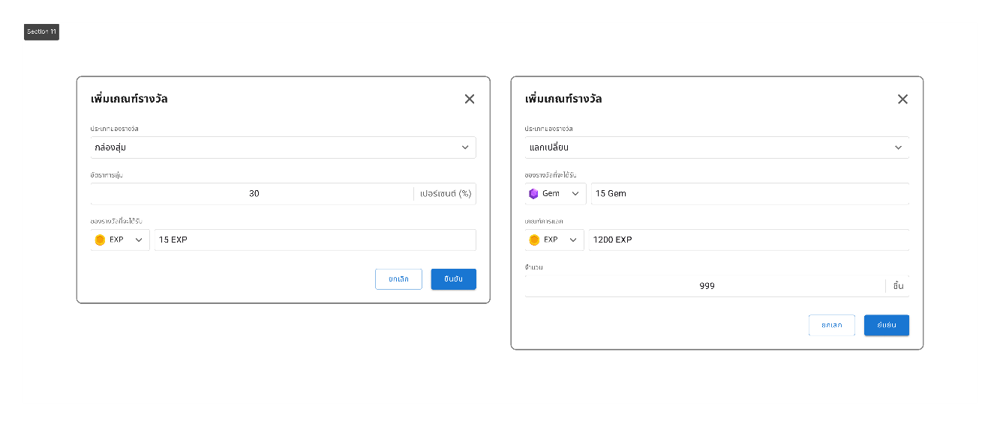 Section 11
เพิ่มเกณฑ์รางวัล
ประเภทของรางวัล
กล่องสุ่ม
อัตราการสุ่ม
30 เปอร์เซนต์ (%)
ของรางวัลที่จะได้รับ
EXP 15 EXP
ยกเลิก ยืนยัน
เพิ่มเกณฑ์รางวัล
ประเภทของรางวัล
แลกเปลี่ยน
ของรางวัลที่จะได้รับ
Gem 15 Gem
เกณฑ์การแลก
EXP 1200 EXP
จำนวน
999 ชิ้น
ยกเลิก ยืนยัน